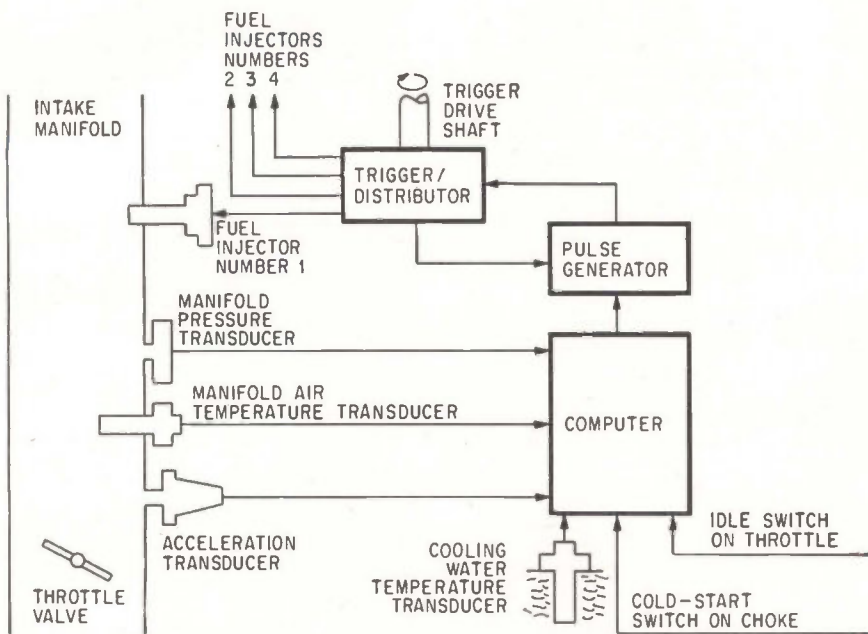 FUEL
INJECTORS
NUMBERS
2 3 4
TRIGGER
DRIVE
SHAFT
INTAKE
MANIFOLD
TRIGGER/
DISTRIBUTOR
FUEL
INJECTOR
NUMBER 1
PULSE
GENERATOR
MANIFOLD
PRESSURE
TRANSDUCER
MANIFOLD AIR
TEMPERATURE TRANSDUCER
COMPUTER
ACCELERATION
TRANSDUCER
COOLING
WATER
TEMPERATURE
TRANSDUCER
IDLE SWITCH
ON THROTTLE
THROTTLE
VALVE
COLD-START
SWITCH ON CHOKE